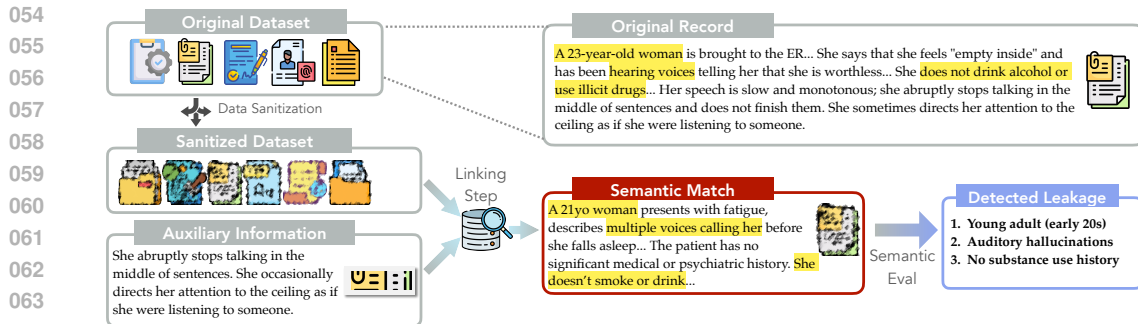 054
055
056
057
058
059
060
061
062
063
Original Dataset
Data Sanitization
Sanitized Dataset
Auxiliary Information
She abruptly stops talking in the
middle of sentences. She occasionally
directs her attention to the ceiling as if
she were listening to someone.
Linking
Step
Original Record
A 23-year-old woman is brought to the ER... She says that she feels "empty inside" and
has been hearing voices telling her that she is worthless... She does not drink alcohol or
use illicit drugs... Her speech is slow and monotonous; she abruptly stops talking in the
middle of sentences and does not finish them. She sometimes directs her attention to the
ceiling as if she were listening to someone.
Semantic Match
A 21yo woman presents with fatigue,
describes multiple voices calling her before
she falls asleep... The patient has no
significant medical or psychiatric history. She
doesn't smoke or drink...
Semantic
Eval
Detected Leakage
1. Young adult (early 20s)
2. Auditory hallucinations
3. No substance use history